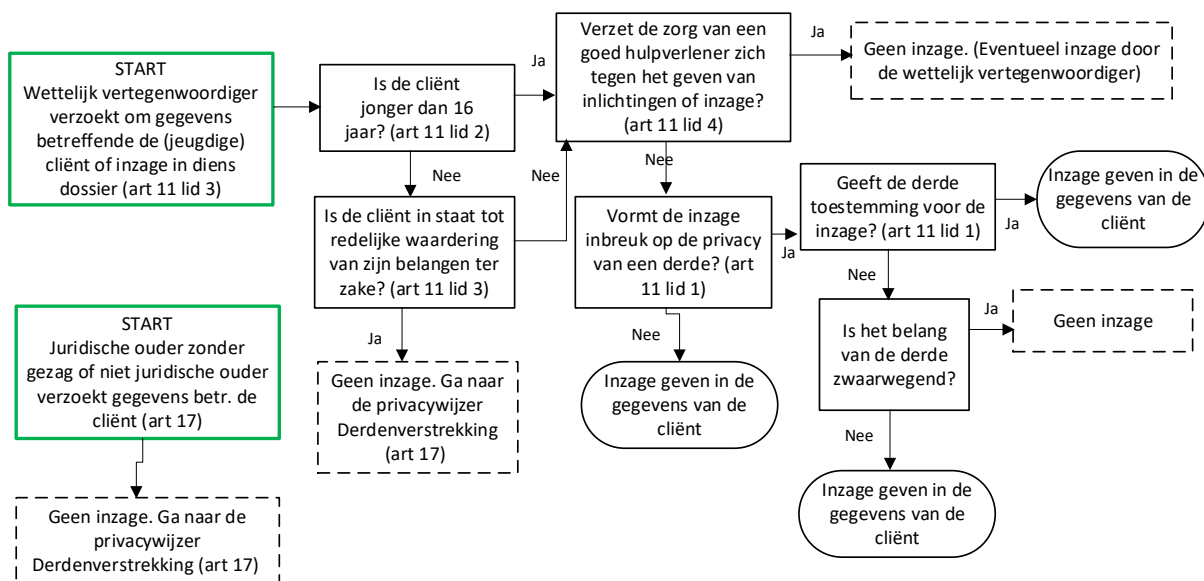 START
Wettelijk vertegenwoordiger
verzoekt om gegevens
betreffende de (jeugdige)
cliënt of inzage in diens
dossier (art 11 lid 3)
Is de cliënt
jonger dan 16
jaar? (art 11 lid 2)
Ja
Nee
Verzet de zorg van een
goed hulpverlener zich
tegen het geven van
inlichtingen of inzage?
(art 11 lid 4)
Ja
Geen inzage. (Eventueel inzage door
de wettelijk vertegenwoordiger)
Nee
Nee
Is de cliënt in staat tot
redelijke waardering
van zijn belangen ter
zake? (art 11 lid 3)
Vormt de inzage
inbreuk op de privacy
van een derde? (art
11 lid 1)
Ja
Geeft de derde
toestemming voor de
inzage? (art 11 lid 1)
Ja
Inzage geven in de
gegevens van de
cliënt
Nee
START
Juridische ouder zonder
gezag of niet juridische ouder
verzoekt gegevens betr. de
cliënt (art 17)
Ja
Geen inzage. Ga naar
de privacywijzer
Derdenverstrekking
(art 17)
Nee
Inzage geven in de
gegevens van de
cliënt
Is het belang
van de derde
zwaarwegend?
Ja
Geen inzage
Nee
Inzage geven in de
gegevens van de
cliënt
Geen inzage. Ga naar de
privacywijzer
Derdenverstrekking (art 17)